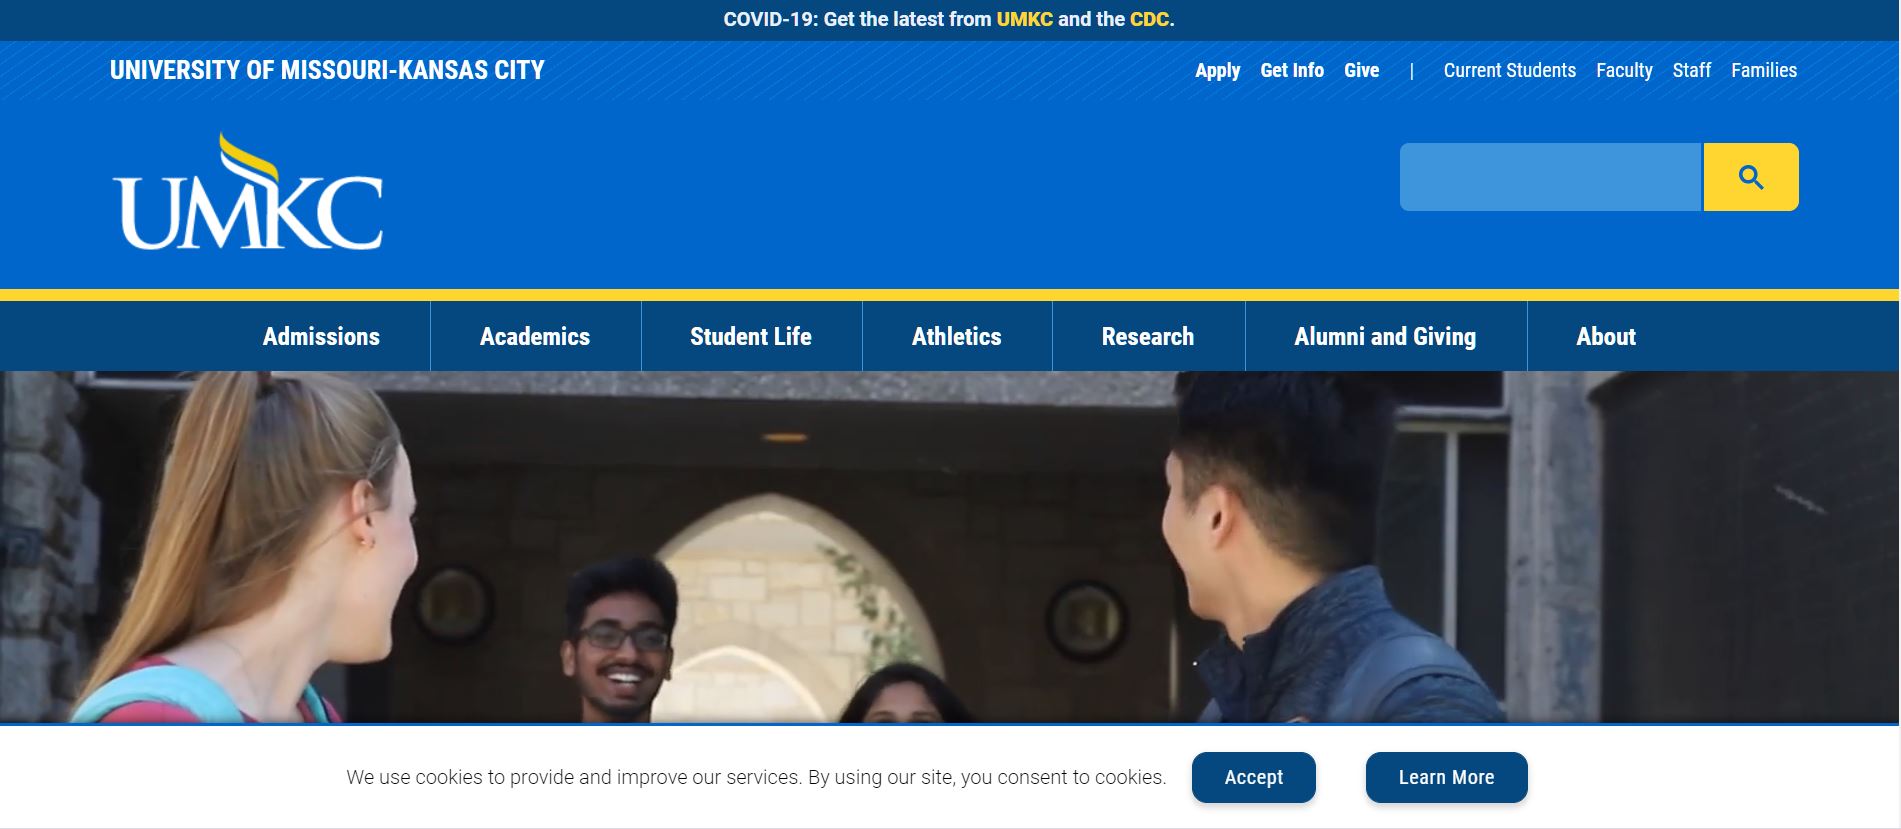 COVID-19: Get the latest from UMKC and the CDC.
UNIVERSITY OF MISSOURI-KANSAS CITY
Apply Get Info Give | Current Students Faculty Staff Families
UMKC
Admissions Academics Student Life Athletics Research Alumni and Giving About
We use cookies to provide and improve our services. By using our site, you consent to cookies. Accept Learn More